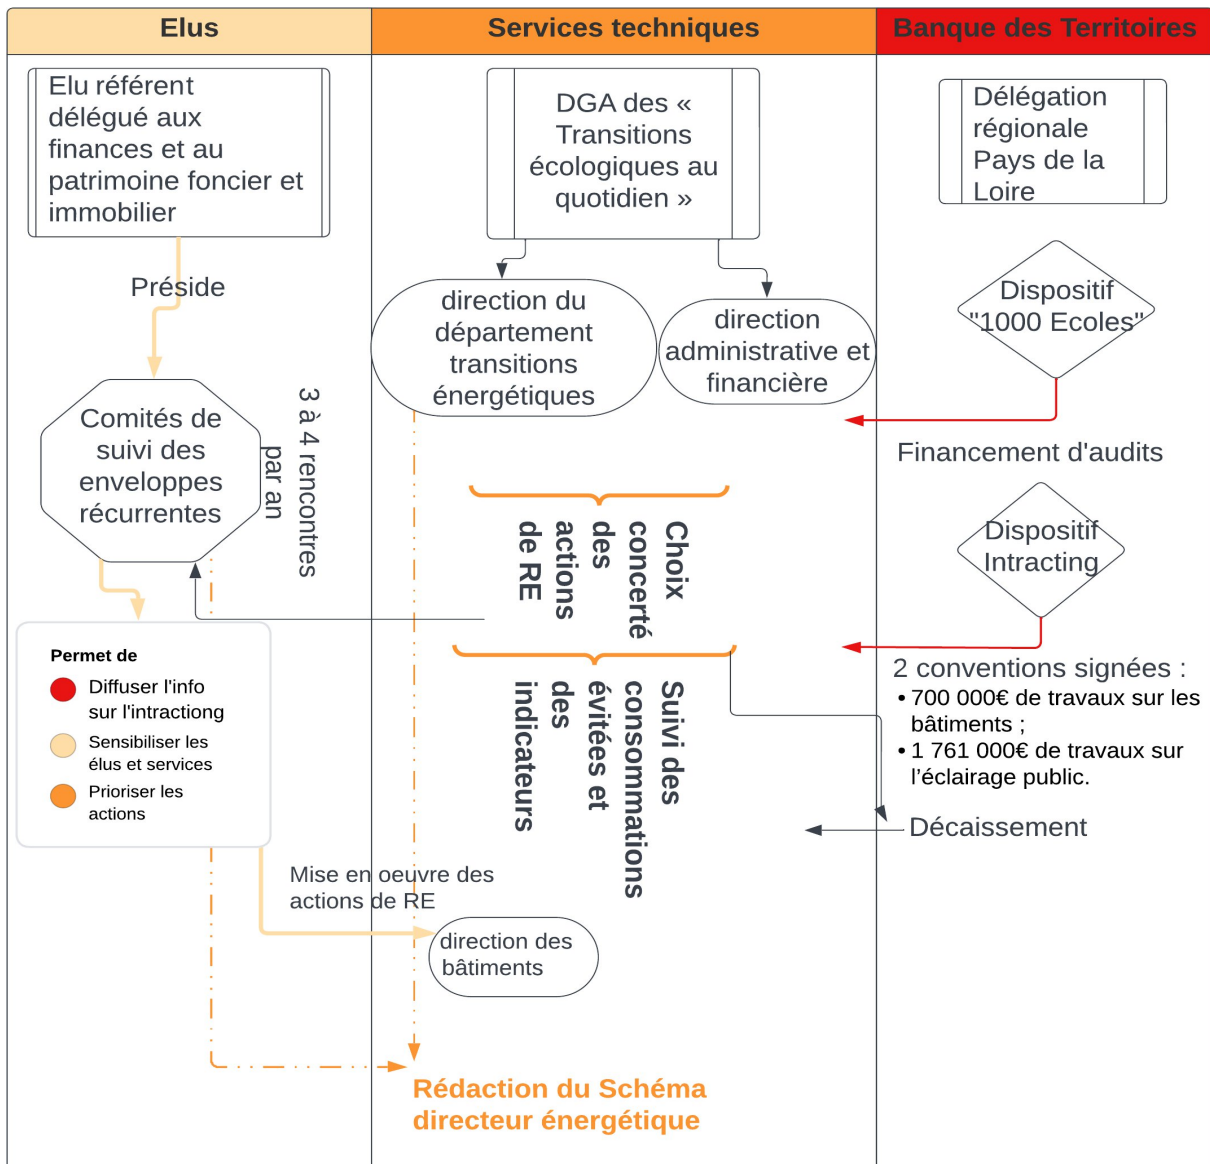 Elus
Services techniques
Banque des Territoires
Elu référent
délégué aux
finances et au
patrimoine foncier et
immobilier
Préside
Comités de
suivi des
enveloppes
récurrentes
3 à 4 rencontres
par an
Permet de
Diffuser l'info
sur l'intractiong
Sensibiliser les
élus et services
Prioriser les
actions
DGA des «
Transitions
écologiques au
quotidien »
direction du
département
transitions
énergétiques
direction
administrative et
financière
Choix
concerté
des
actions
de RE
Suivi des
consommations
évitées et
des
indicateurs
Mise en oeuvre des
actions de RE
direction des
bâtiments
Rédaction du Schéma
directeur énergétique
Délégation
régionale
Pays de la
Loire
Dispositif
"1000 Ecoles"
Financement d'audits
Dispositif
Intracting
2 conventions signées :
• 700 000€ de travaux sur les
bâtiments ;
• 1 761 000€ de travaux sur
l’éclairage public.
Décaissement